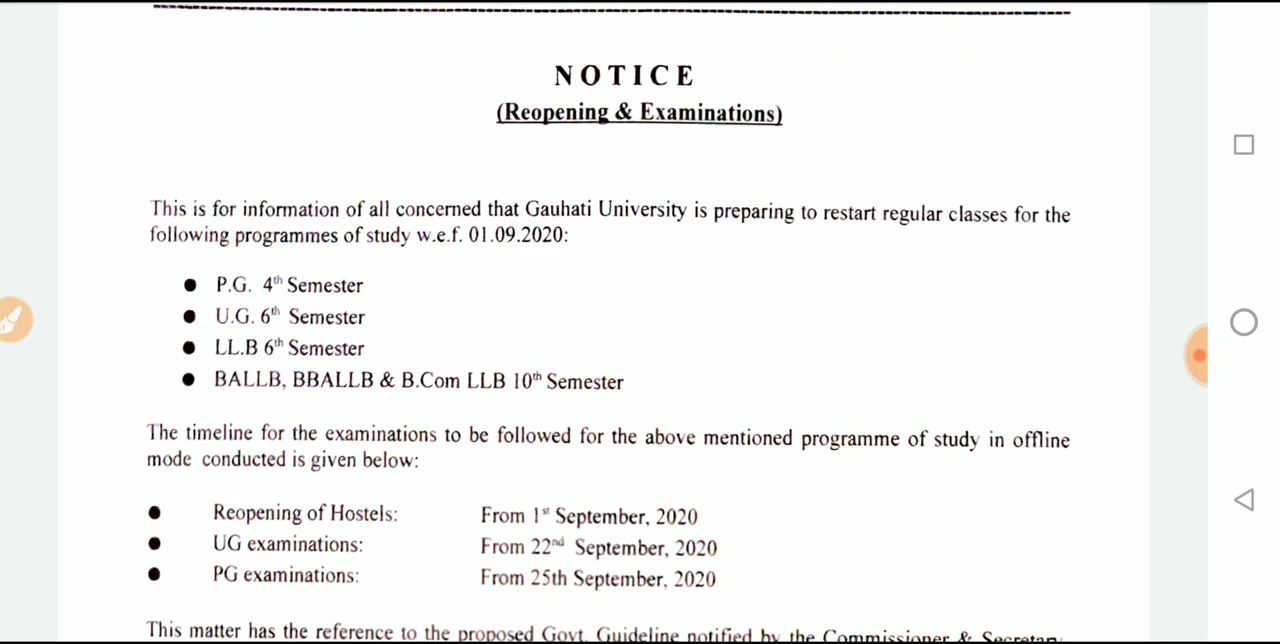 NOTICE
(Reopening & Examinations)
This is for information of all concerned that Gauhati University is preparing to restart regular classes for the
following programmes of study w.e.f. 01.09.2020:
● P.G. 4th Semester
● U.G. 6th Semester
● LL.B 6th Semester
● BALLB, BBALLB & B.Com LLB 10th Semester
The timeline for the examinations to be followed for the above mentioned programme of study in offline
mode conducted is given below:
● Reopening of Hostels: From 1st September, 2020
● UG examinations: From 22nd September, 2020
● PG examinations: From 25th September, 2020
This matter has the reference to the proposed Govt. Guideline notified by the Commissioner & Secretary